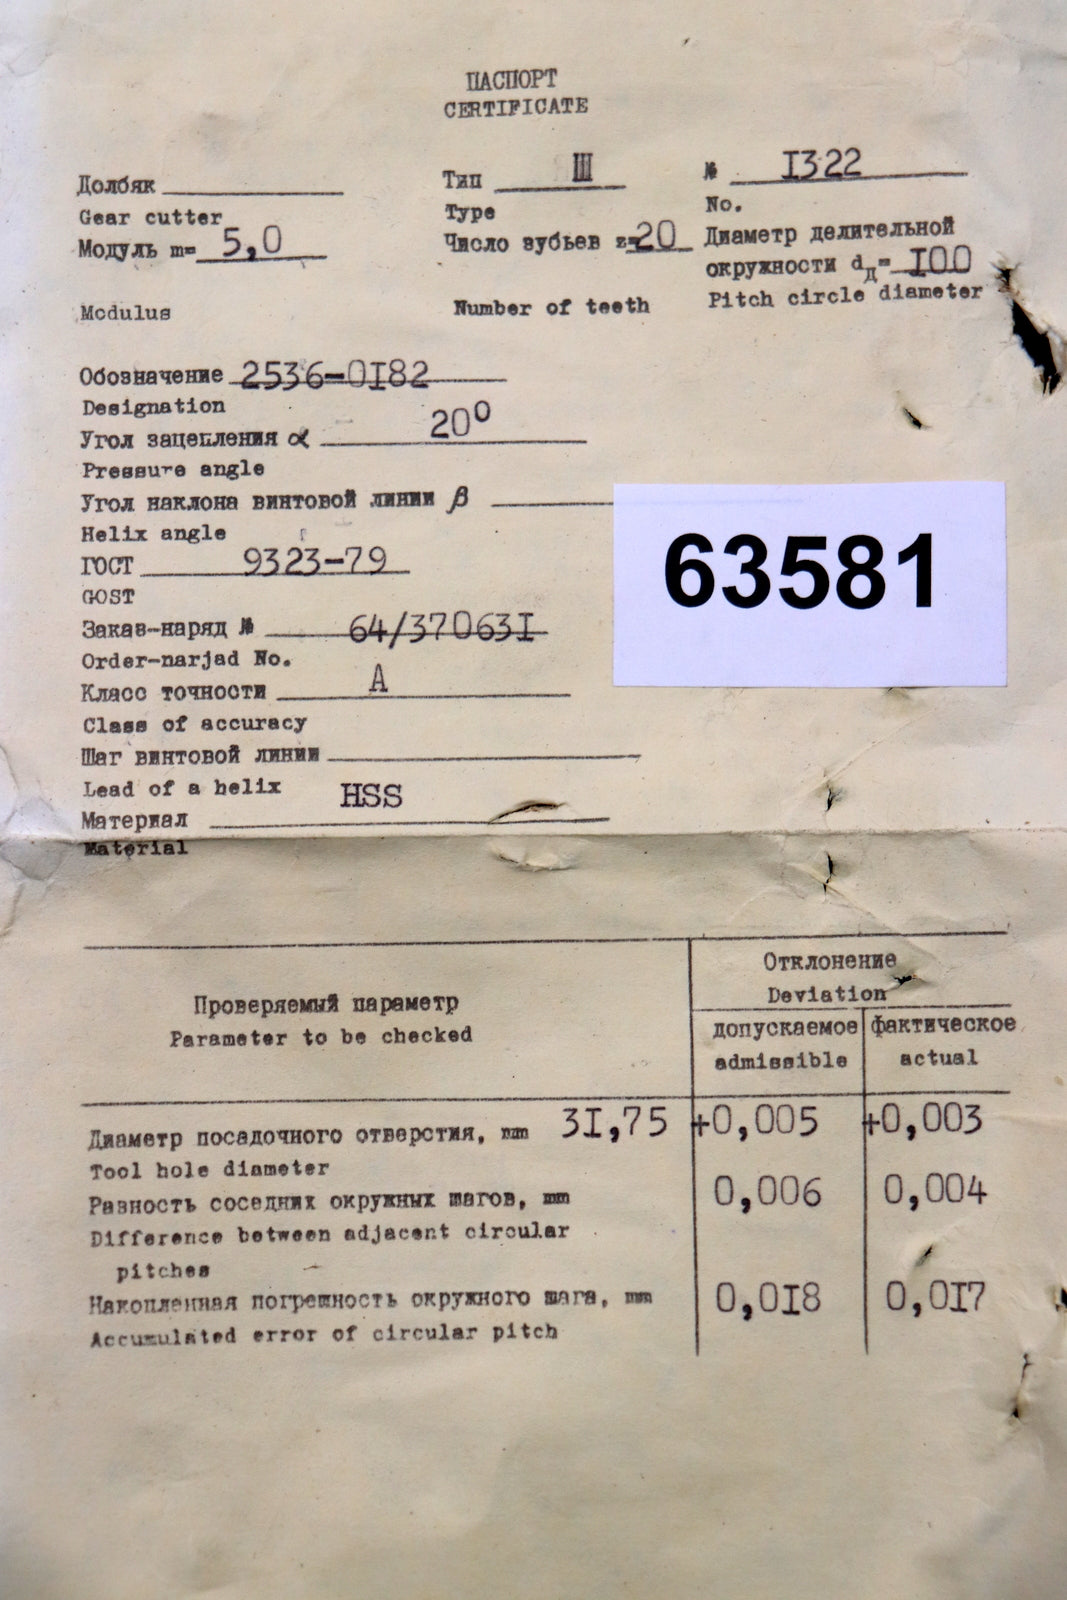 ПАСПОРТ
CERTIFICATE
Долбяк Тип Ш № I322
Gear cutter Type No.
Модуль m= 5,0 Число зубьев z=20 Диаметр делительной
окружности dд= I00
Modulus Number of teeth Pitch circle diameter
Обозначение 2536-0I82
Designation
Угол зацепления α 20⁰
Pressure angle
Угол наклона винтовой линии β
Helix angle
63581
ГОСТ 9323-79
GOST
Заказ-наряд № 64/37063I
Order-narjad No.
Класс точности А
Class of accuracy
Шаг винтовой линии
Lead of a helix
Материал HSS
Material
Проверяемый параметр
Parameter to be checked
Отклонение
Deviation
допускаемое фактическое
admissible actual
Диаметр посадочного отверстия, мм 3I,75 +0,005 +0,003
Tool hole diameter
Разность соседних окружных шагов, мм 0,006 0,004
Difference between adjacent circular
pitches
Накопленная погрешность окружного шага, мм 0,0I8 0,0I7
Accumulated error of circular pitch